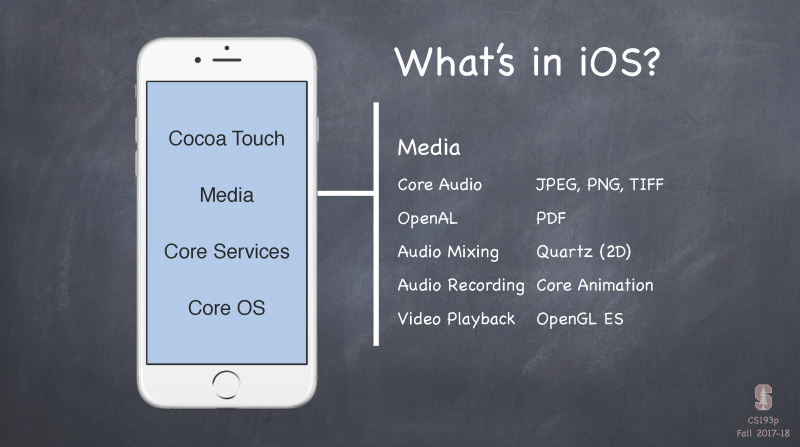 What's in iOS?
Cocoa Touch
Media
Core Services
Core OS
Media
Core Audio
OpenAL
Audio Mixing
Audio Recording
Video Playback
JPEG, PNG, TIFF
PDF
Quartz (2D)
Core Animation
OpenGL ES
S
CS193p
Fall 2017-18